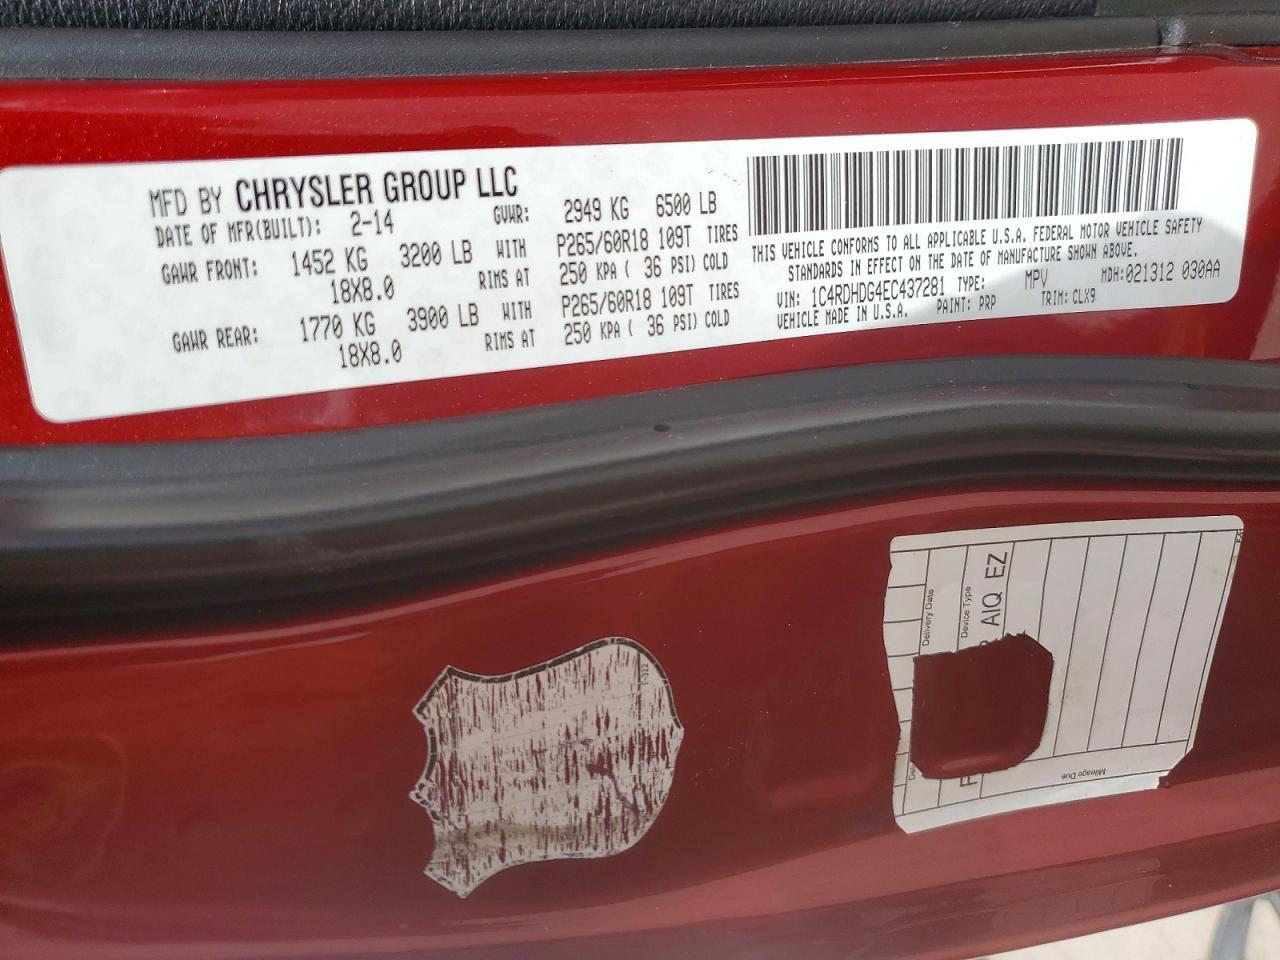 MFD BY CHRYSLER GROUP LLC
DATE OF MFR(BUILT): 2-14 GVWR: 2949 KG 6500 LB
GAWR FRONT: 1452 KG 3200 LB WITH P265/60R18 109T TIRES
18X8.0 RIMS AT 250 KPA ( 36 PSI) COLD
GAWR REAR: 1770 KG 3900 LB WITH P265/60R18 109T TIRES
18X8.0 RIMS AT 250 KPA ( 36 PSI) COLD
THIS VEHICLE CONFORMS TO ALL APPLICABLE U.S.A. FEDERAL MOTOR VEHICLE SAFETY
STANDARDS IN EFFECT ON THE DATE OF MANUFACTURE SHOWN ABOVE.
VIN: 1C4RDHDG4EC437281 TYPE: MPV MDH:021312 030AA
VEHICLE MADE IN U.S.A. PAINT: PRP TRIM: CLX9
Delivery Date
Device Type
AIQ EZ
Mileage Due